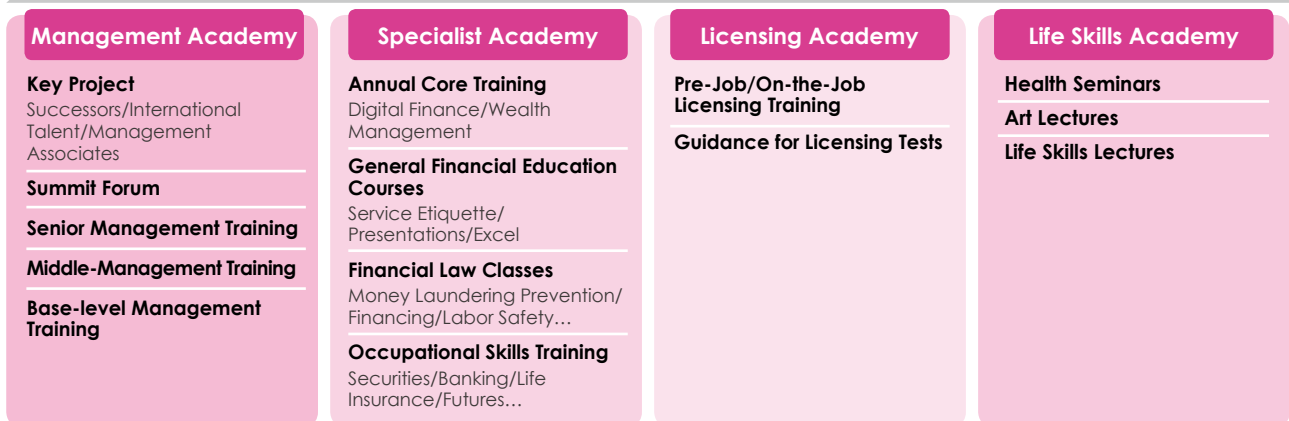 Management Academy
Key Project
Successors/International
Talent/Management
Associates
Summit Forum
Senior Management Training
Middle-Management Training
Base-level Management
Training
Specialist Academy
Annual Core Training
Digital Finance/Wealth
Management
General Financial Education
Courses
Service Etiquette/
Presentations/Excel
Financial Law Classes
Money Laundering Prevention/
Financing/Labor Safety…
Occupational Skills Training
Securities/Banking/Life
Insurance/Futures…
Licensing Academy
Pre-Job/On-the-Job
Licensing Training
Guidance for Licensing Tests
Life Skills Academy
Health Seminars
Art Lectures
Life Skills Lectures